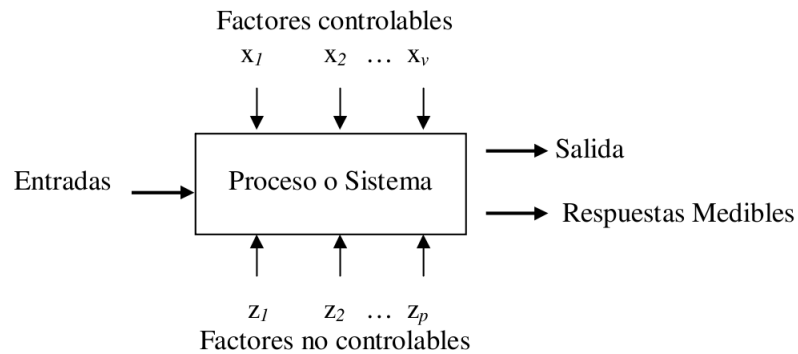 Factores controlables
x1 x2 … xv
Entradas
Proceso o Sistema
Salida
Respuestas Medibles
z1 z2 … zp
Factores no controlables